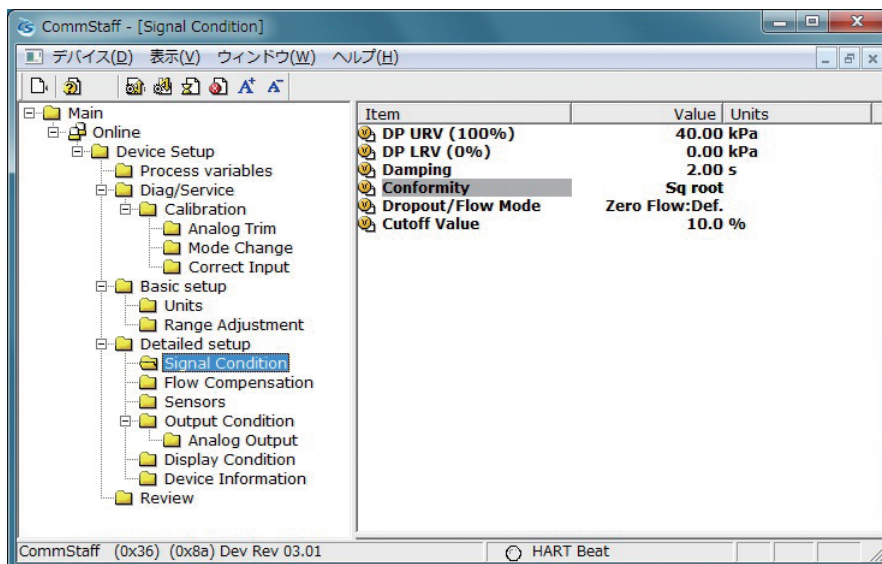 CommStaff - [Signal Condition]
デバイス(D) 表示(V) ウィンドウ(W) ヘルプ(H)
Main
Online
Device Setup
Process variables
Diag/Service
Calibration
Analog Trim
Mode Change
Correct Input
Basic setup
Units
Range Adjustment
Detailed setup
Signal Condition
Flow Compensation
Sensors
Output Condition
Analog Output
Display Condition
Device Information
Review
Item Value Units
DP URV (100%) 40.00 kPa
DP LRV (0%) 0.00 kPa
Damping 2.00 s
Conformity Sq root
Dropout/Flow Mode Zero Flow:Def.
Cutoff Value 10.0 %
CommStaff (0x36) (0x8a) Dev Rev 03.01 HART Beat